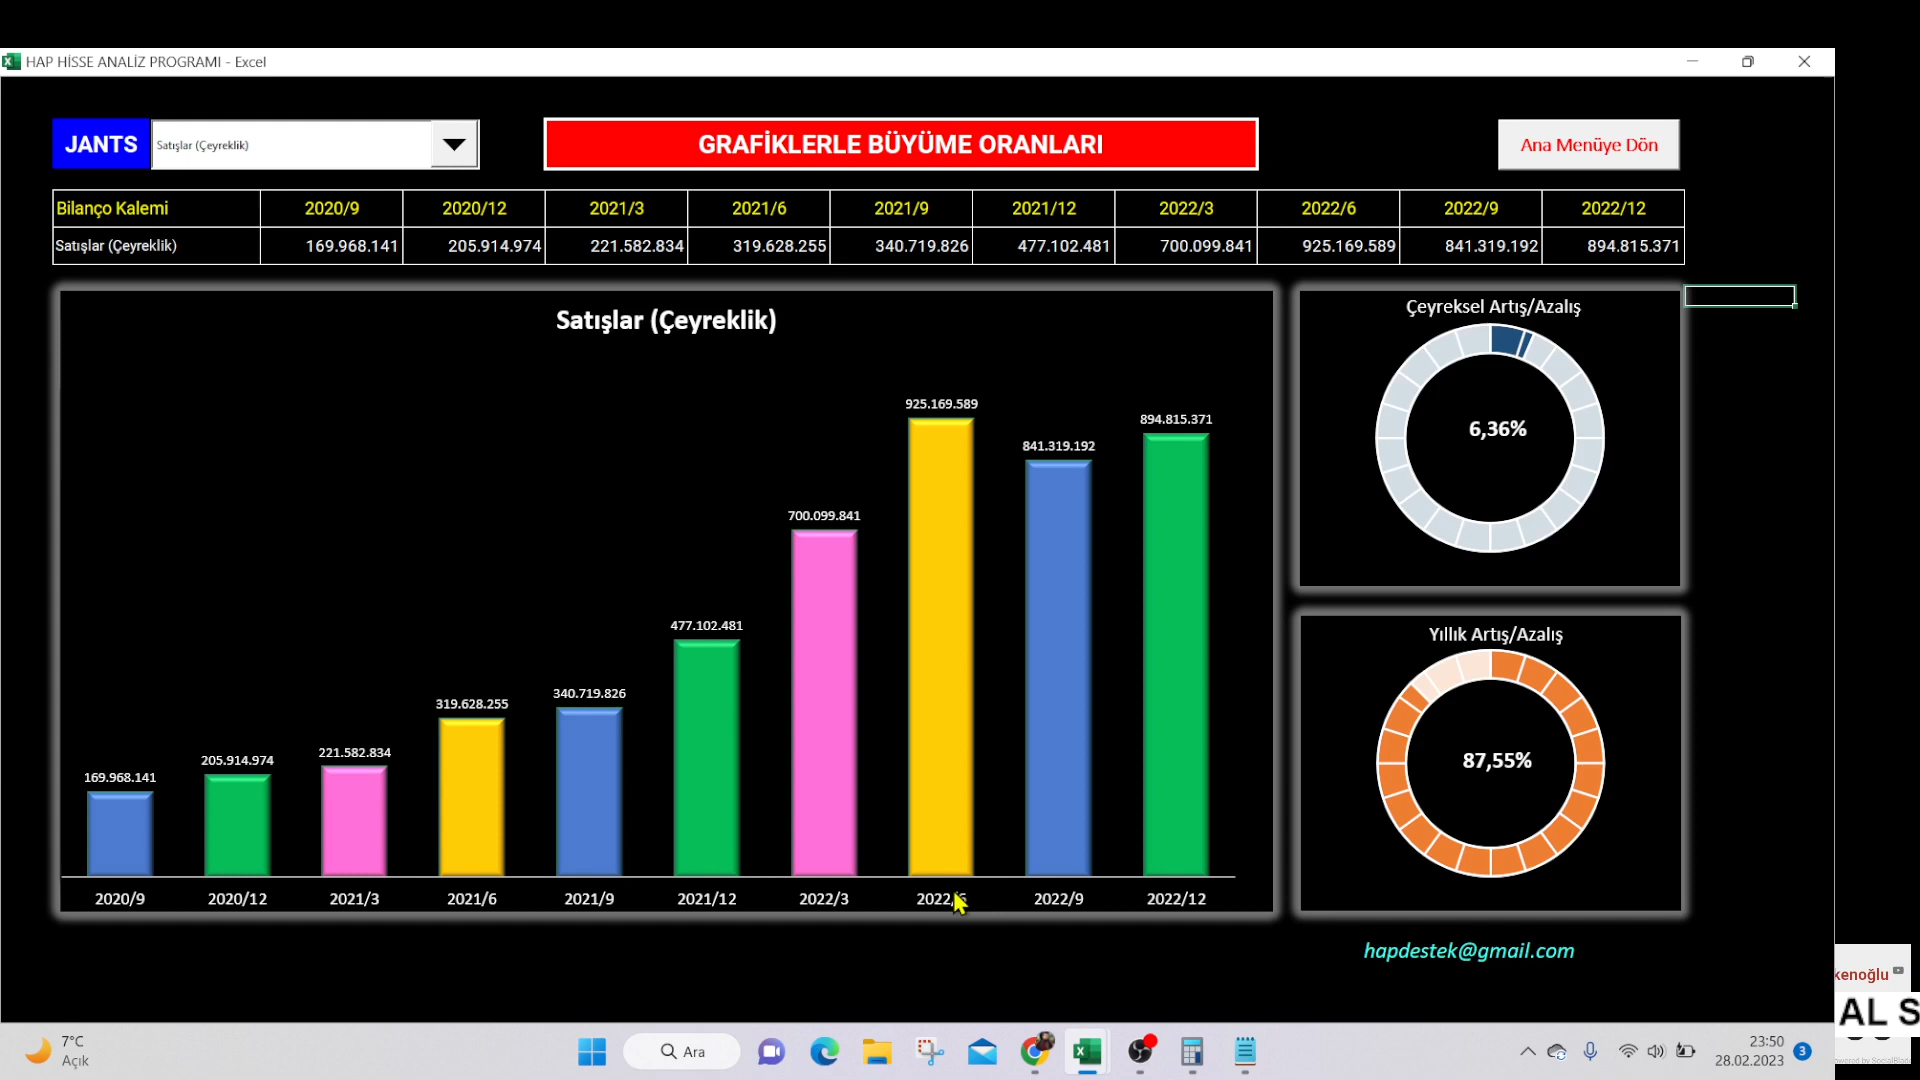 HAP HİSSE ANALİZ PROGRAMI - Excel
JANTS
Satışlar (Çeyreklik)
GRAFİKLERLE BÜYÜME ORANLARI
Ana Menüye Dön
Bilanço Kalemi 2020/9 2020/12 2021/3 2021/6 2021/9 2021/12 2022/3 2022/6 2022/9 2022/12
Satışlar (Çeyreklik) 169.968.141 205.914.974 221.582.834 319.628.255 340.719.826 477.102.481 700.099.841 925.169.589 841.319.192 894.815.371
Satışlar (Çeyreklik)
169.968.141
205.914.974
221.582.834
319.628.255
340.719.826
477.102.481
700.099.841
925.169.589
841.319.192
894.815.371
2020/9 2020/12 2021/3 2021/6 2021/9 2021/12 2022/3 2022/6 2022/9 2022/12
Çeyreksel Artış/Azalış
6,36%
Yıllık Artış/Azalış
87,55%
hapdestek@gmail.com
kenoğlu
AL S
powered by SocialBlade
7°C
Açık
Ara
23:50
28.02.2023
3